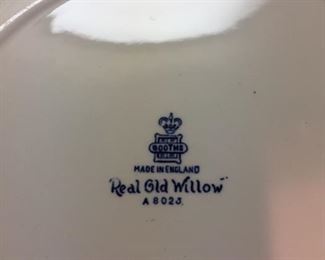 BOOTHS
MADE IN ENGLAND
"Real Old Willow"
A 8025.